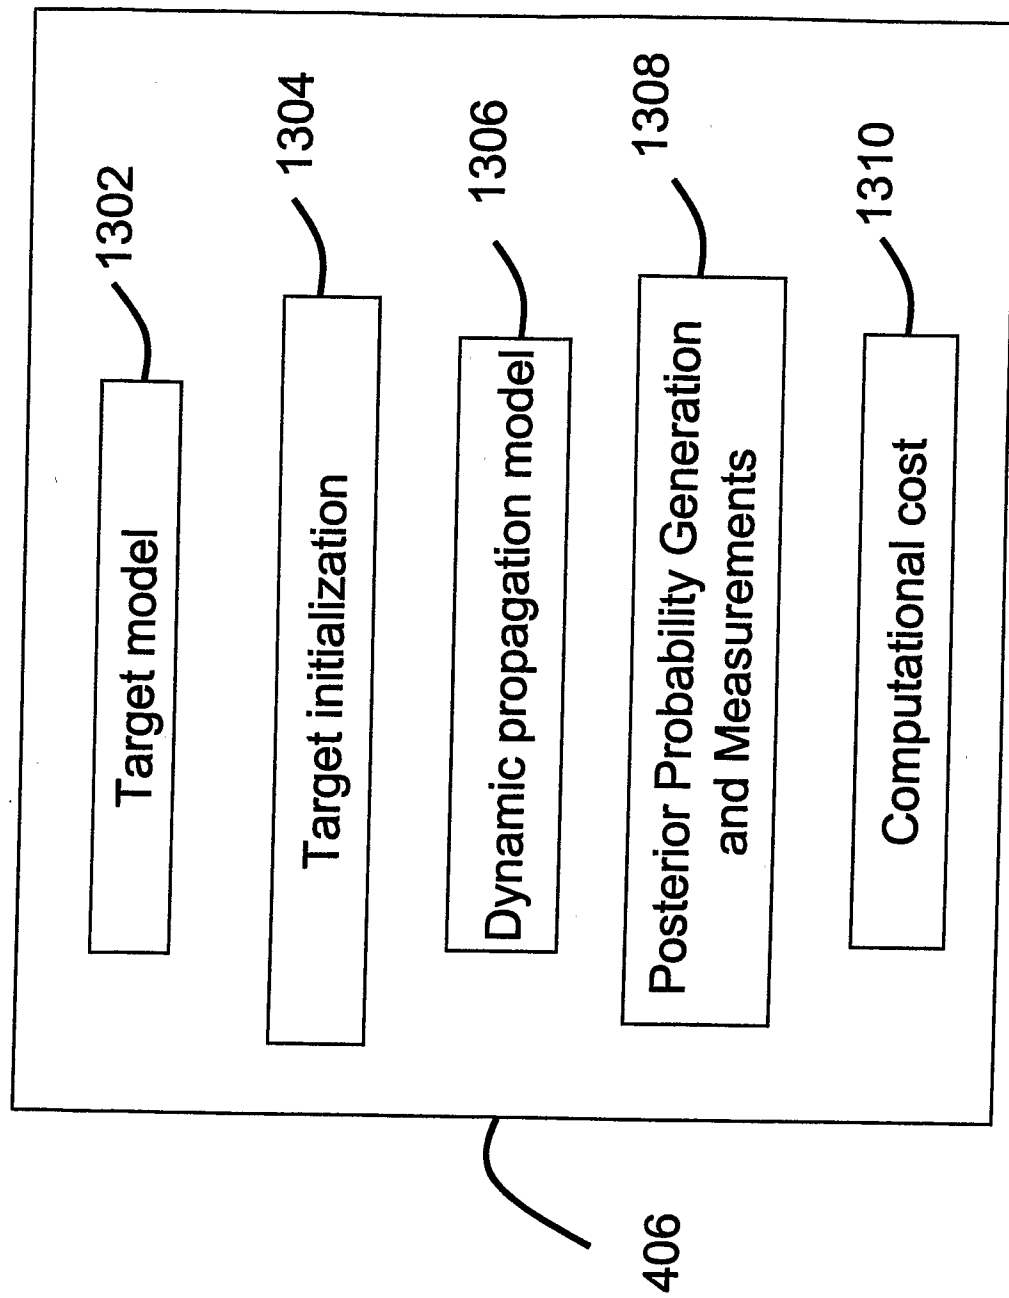 Target model
1302
Target initialization
1304
Dynamic propagation model
1306
Posterior Probability Generation
and Measurements
1308
Computational cost
1310
406